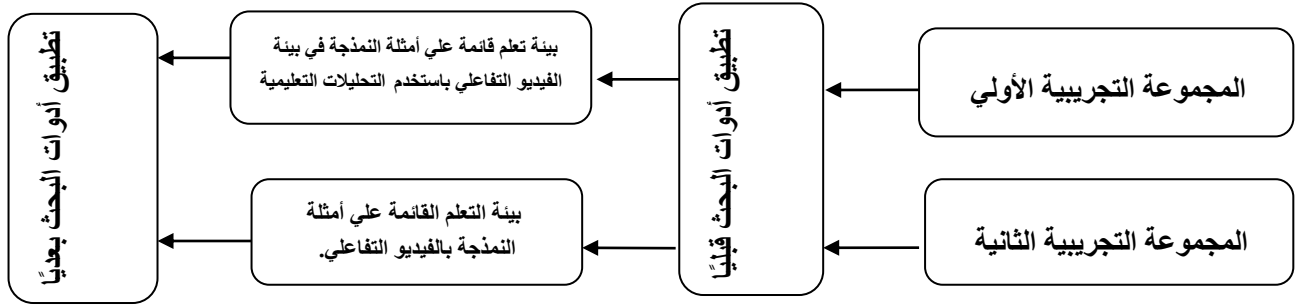 المجموعة التجريبية الأولي
المجموعة التجريبية الثانية
تطبيق أدوات البحث قبليًا
بيئة تعلم قائمة علي أمثلة النمذجة في بيئة
الفيديو التفاعلي باستخدم التحليلات التعليمية
بيئة التعلم القائمة علي أمثلة
النمذجة بالفيديو التفاعلي.
تطبيق أدوات البحث بعديًا